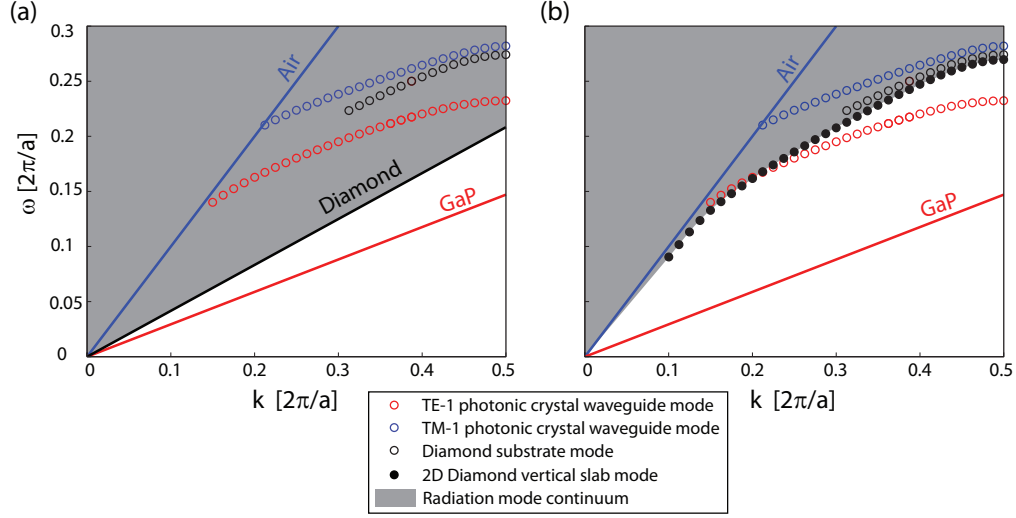 (a)
(b)
0.3
0.25
0.2
0.15
0.1
0.05
0
ω [2π/a]
Air
Diamond
GaP
Air
GaP
0 0.1 0.2 0.3 0.4 0.5
0 0.1 0.2 0.3 0.4 0.5
k [2π/a]
k [2π/a]
TE-1 photonic crystal waveguide mode
TM-1 photonic crystal waveguide mode
Diamond substrate mode
2D Diamond vertical slab mode
Radiation mode continuum